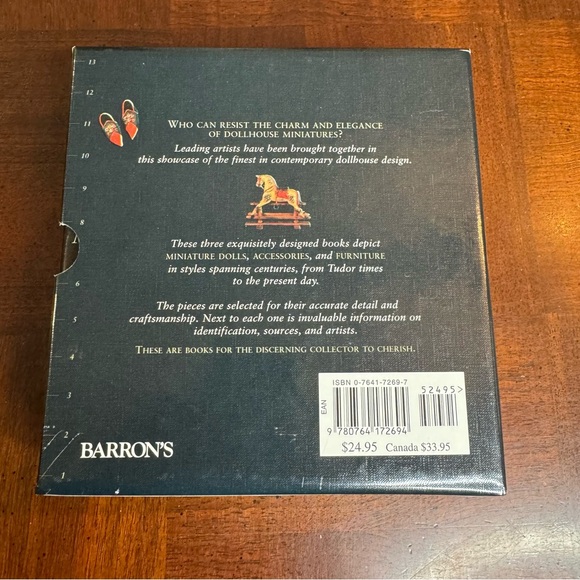 13
12
11
10
9
8
7
6
5
4
3
2
1
WHO CAN RESIST THE CHARM AND ELEGANCE
OF DOLLHOUSE MINIATURES?
Leading artists have been brought together in
this showcase of the finest in contemporary dollhouse design.
These three exquisitely designed books depict
MINIATURE DOLLS, ACCESSORIES, and FURNITURE
in styles spanning centuries, from Tudor times
to the present day.
The pieces are selected for their accurate detail and
craftsmanship. Next to each one is invaluable information on
identification, sources, and artists.
THESE ARE BOOKS FOR THE DISCERNING COLLECTOR TO CHERISH.
ISBN 0-7641-7269-7
52495>
EAN
9 780764 172694
$24.95 Canada $33.95
BARRON'S